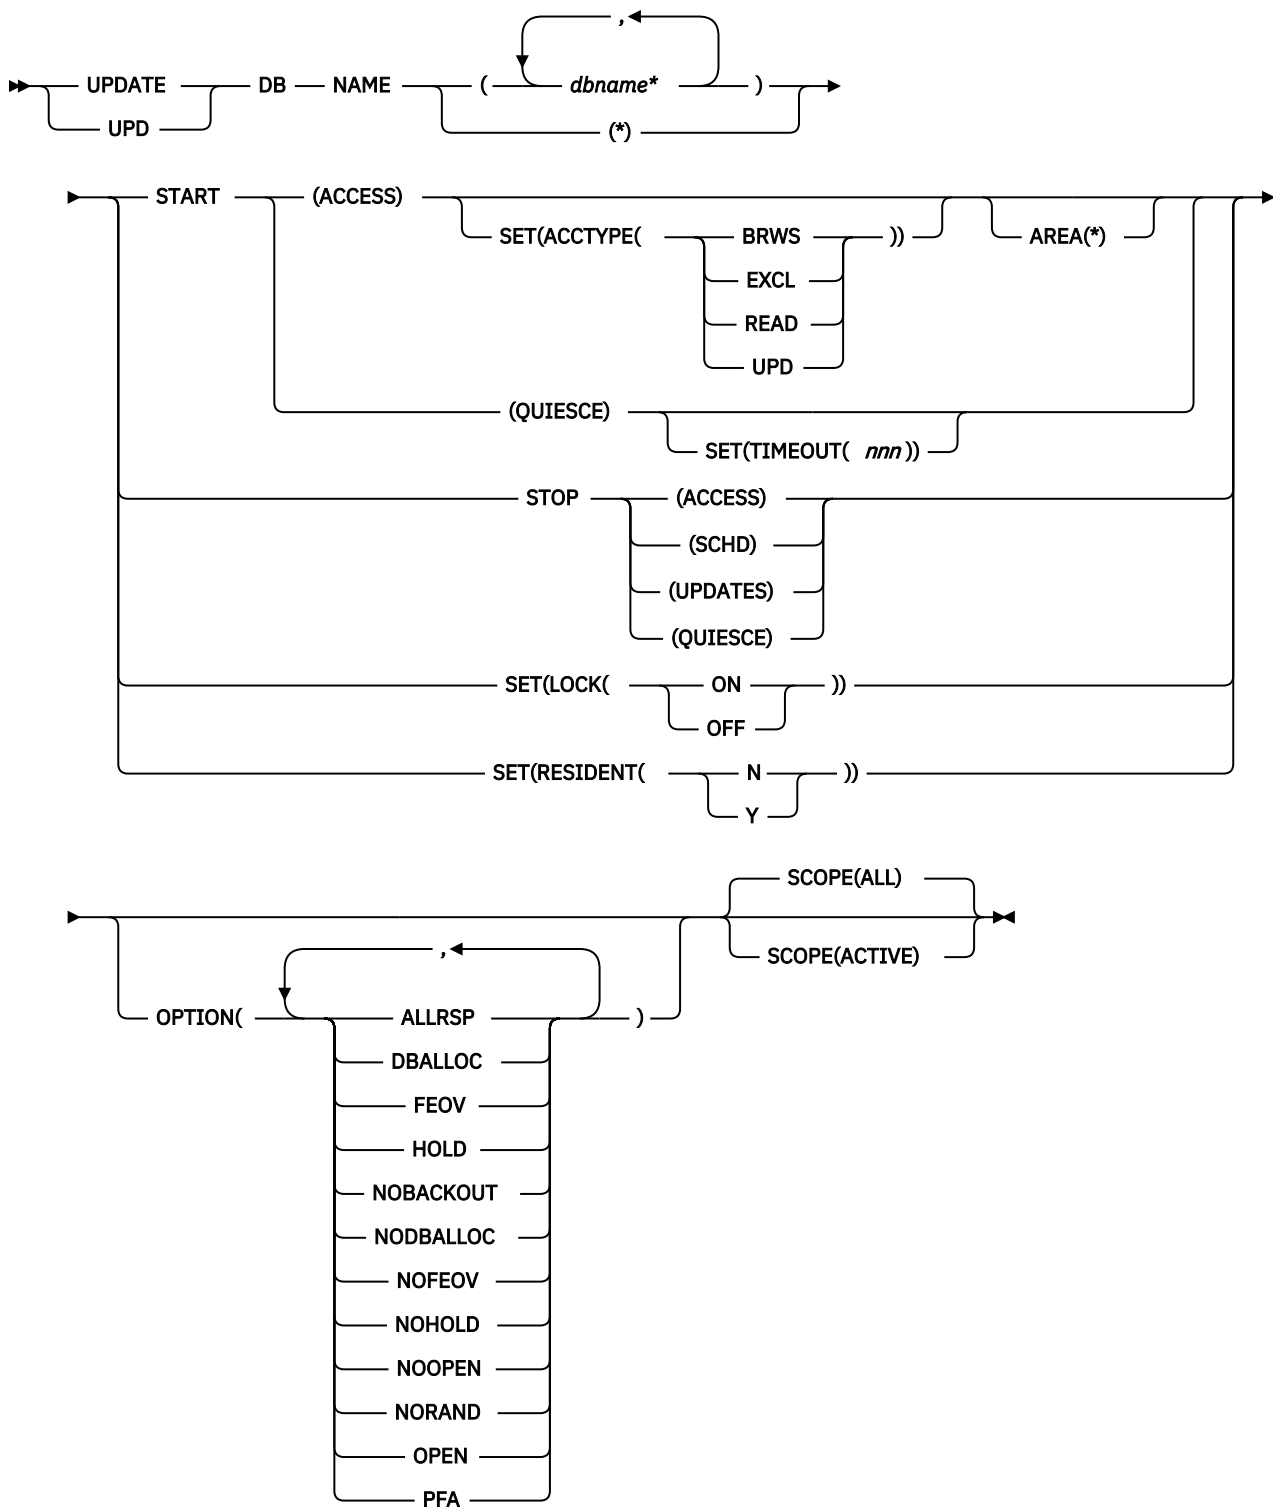 ,
UPDATE DB NAME ( dbname* )
UPD (*)
START (ACCESS)
SET(ACCTYPE( BRWS )) AREA(*)
EXCL
READ
UPD
(QUIESCE)
SET(TIMEOUT( nnn ))
STOP (ACCESS)
(SCHD)
(UPDATES)
(QUIESCE)
SET(LOCK( ON ))
OFF
SET(RESIDENT( N ))
Y
SCOPE(ALL)
SCOPE(ACTIVE)
,
OPTION( ALLRSP )
DBALLOC
FEOV
HOLD
NOBACKOUT
NODBALLOC
NOFEOV
NOHOLD
NOOPEN
NORAND
OPEN
PFA